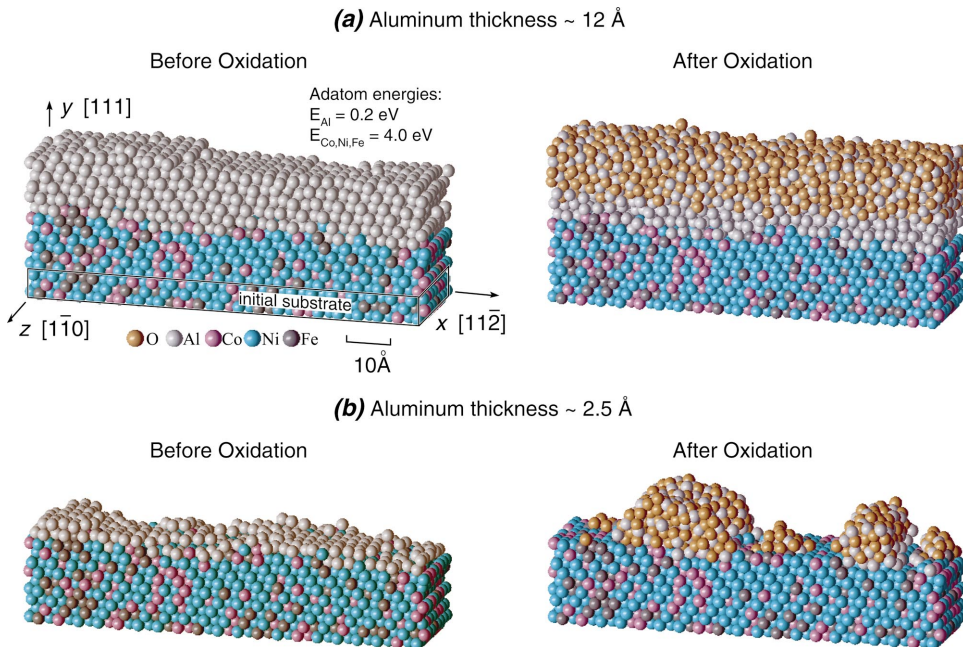 (a) Aluminum thickness ~ 12 Å
Before Oxidation
After Oxidation
Adatom energies:
E_Al = 0.2 eV
E_Co,Ni,Fe = 4.0 eV
y [111]
initial substrate
z [11̄0]
x [112̄]
O Al Co Ni Fe
10Å
(b) Aluminum thickness ~ 2.5 Å
Before Oxidation
After Oxidation